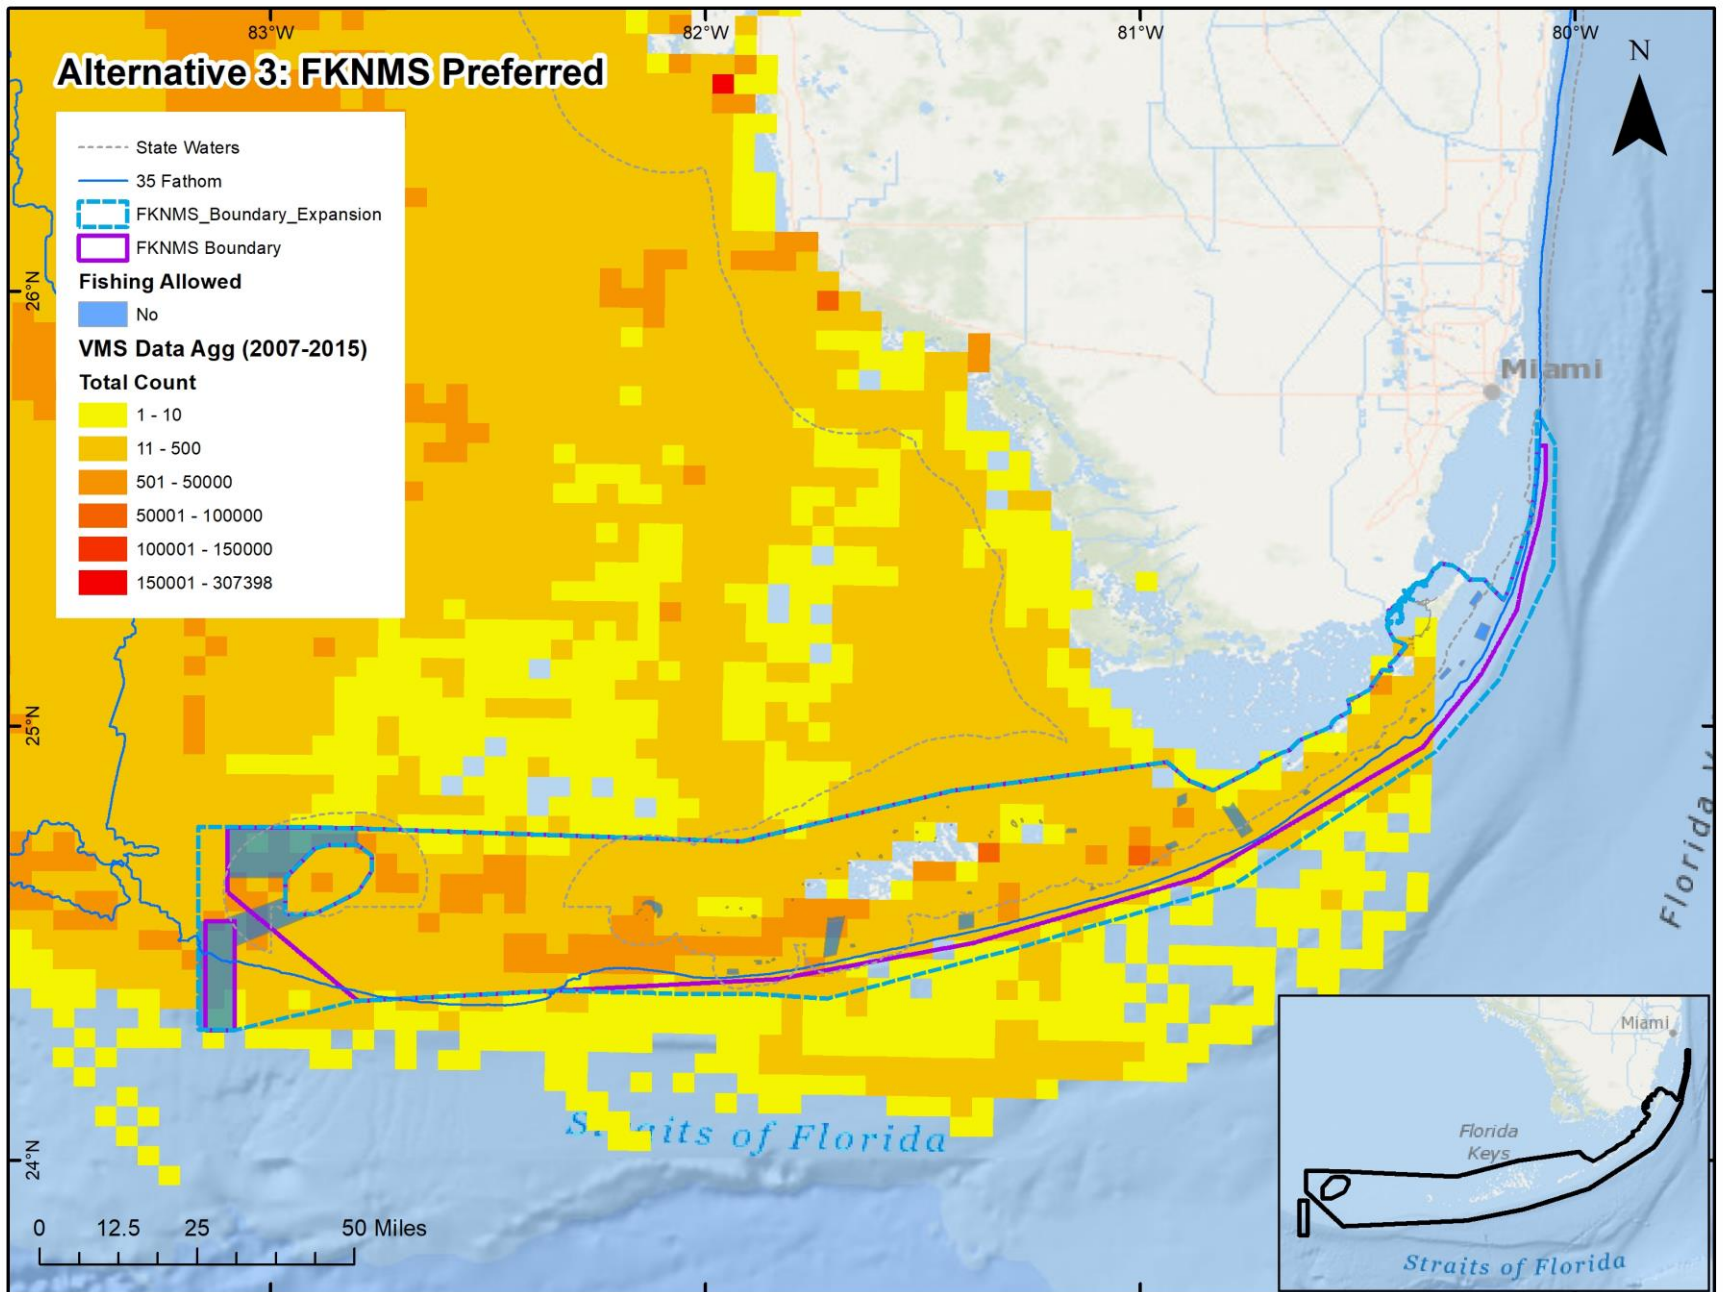 83°W
82°W
81°W
80°W
Alternative 3: FKNMS Preferred
N
State Waters
35 Fathom
FKNMS_Boundary_Expansion
FKNMS Boundary
Fishing Allowed
No
VMS Data Agg (2007-2015)
Total Count
1 - 10
11 - 500
501 - 50000
50001 - 100000
100001 - 150000
150001 - 307398
26°N
25°N
24°N
Miami
Florida
Straits of Florida
0 12.5 25 50 Miles
Miami
Florida
Keys
Straits of Florida